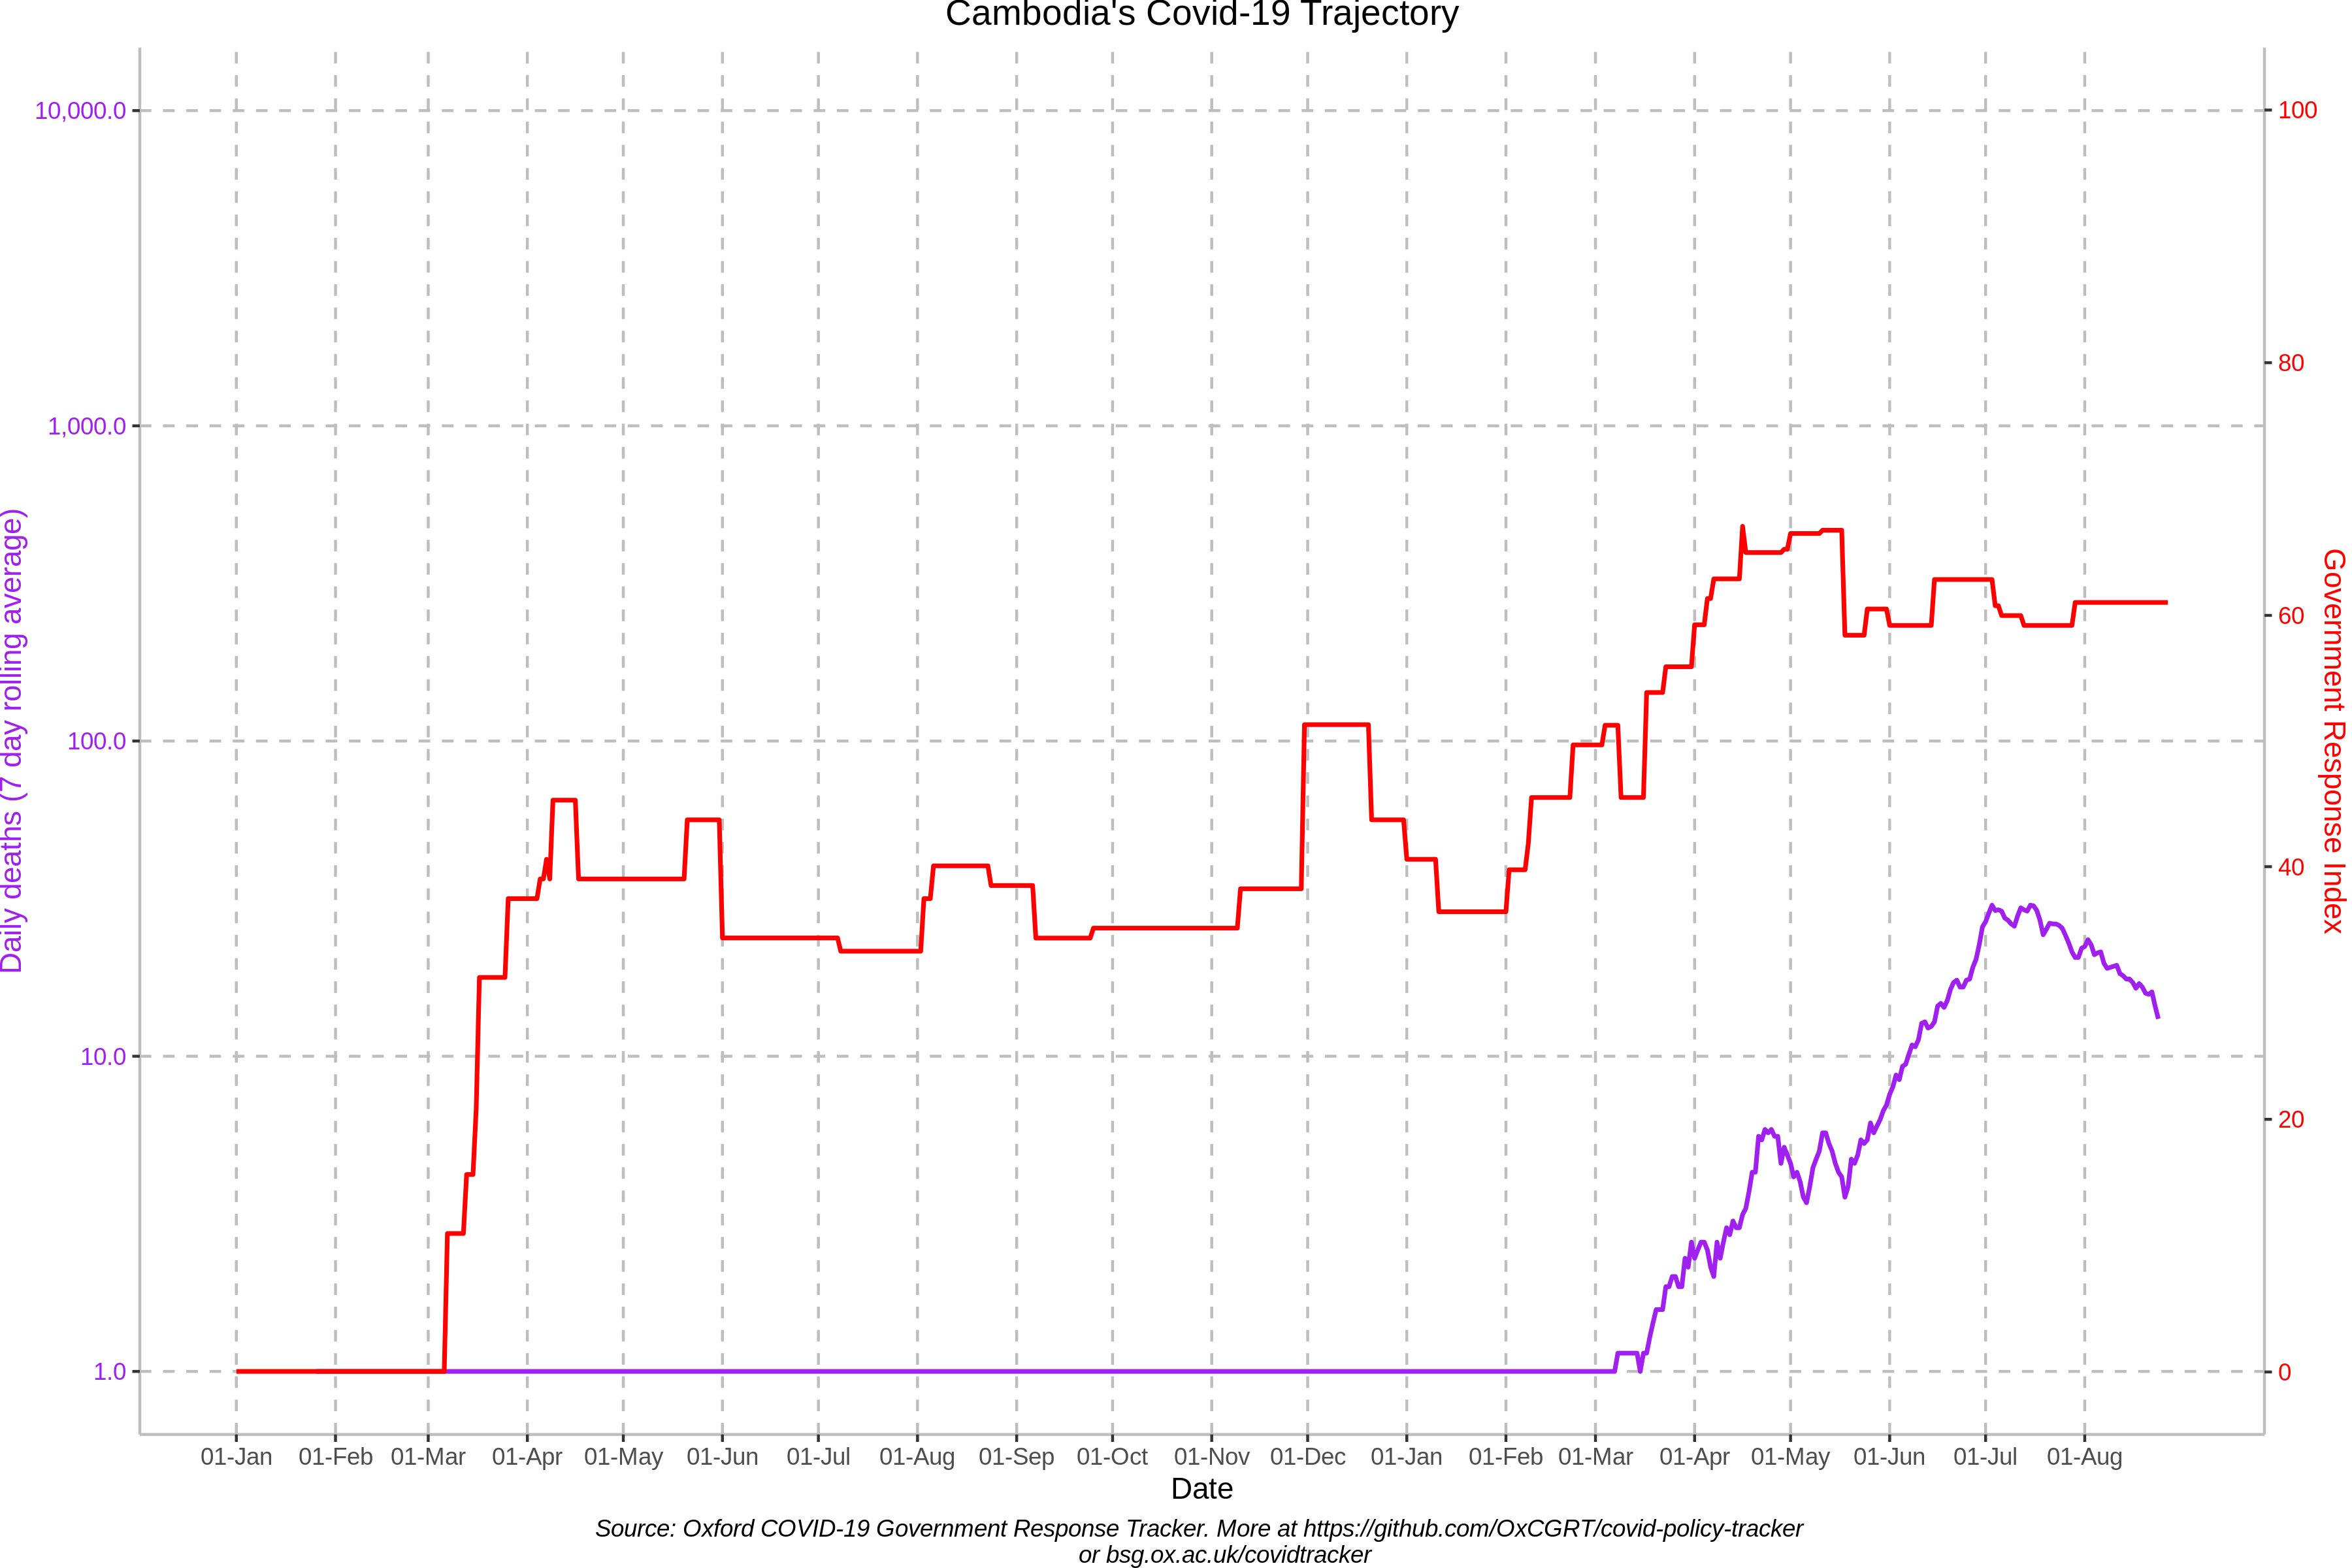 Cambodia's Covid-19 Trajectory
10,000.0
1,000.0
100.0
10.0
1.0
Daily deaths (7 day rolling average)
100
80
60
40
20
0
Government Response Index
01-Jan 01-Feb 01-Mar 01-Apr 01-May 01-Jun 01-Jul 01-Aug 01-Sep 01-Oct 01-Nov 01-Dec 01-Jan 01-Feb 01-Mar 01-Apr 01-May 01-Jun 01-Jul 01-Aug
Date
Source: Oxford COVID-19 Government Response Tracker. More at https://github.com/OxCGRT/covid-policy-tracker
or bsg.ox.ac.uk/covidtracker